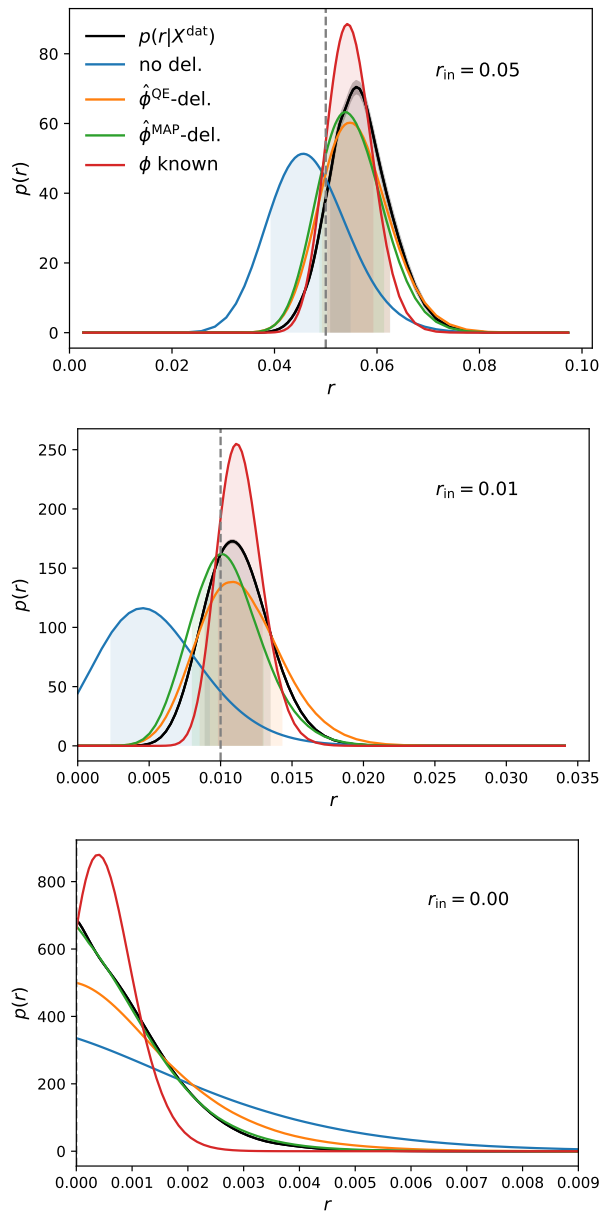 p(r|X^dat)
no del.
ϕ̂^QE-del.
ϕ̂^MAP-del.
ϕ known
r_in = 0.05
p(r)
80
60
40
20
0
0.00 0.02 0.04 0.06 0.08 0.10
r
r_in = 0.01
p(r)
250
200
150
100
50
0
0.000 0.005 0.010 0.015 0.020 0.025 0.030 0.035
r
r_in = 0.00
p(r)
800
600
400
200
0
0.000 0.001 0.002 0.003 0.004 0.005 0.006 0.007 0.008 0.009
r